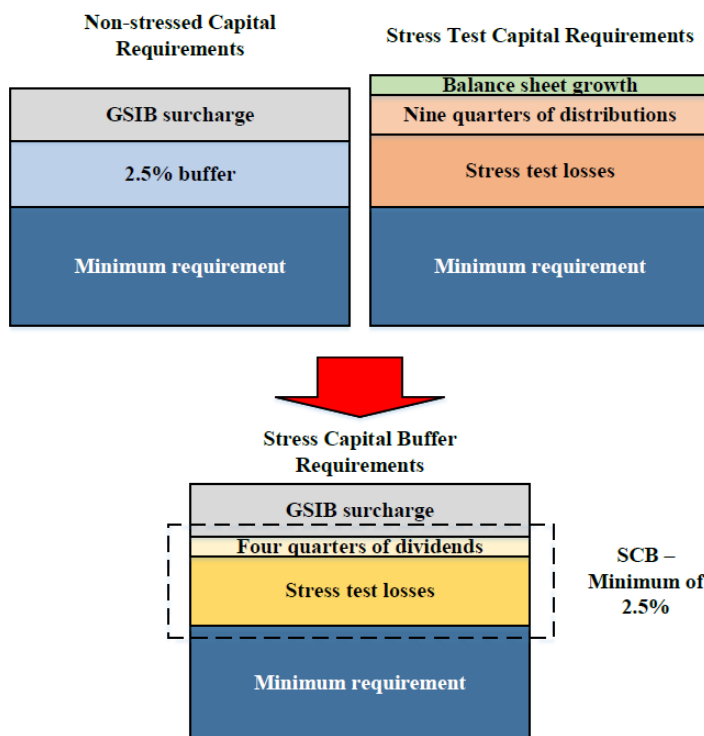 Non-stressed Capital
Requirements
GSIB surcharge
2.5% buffer
Minimum requirement
Stress Test Capital Requirements
Balance sheet growth
Nine quarters of distributions
Stress test losses
Minimum requirement
Stress Capital Buffer
Requirements
GSIB surcharge
Four quarters of dividends
Stress test losses
Minimum requirement
SCB –
Minimum of
2.5%